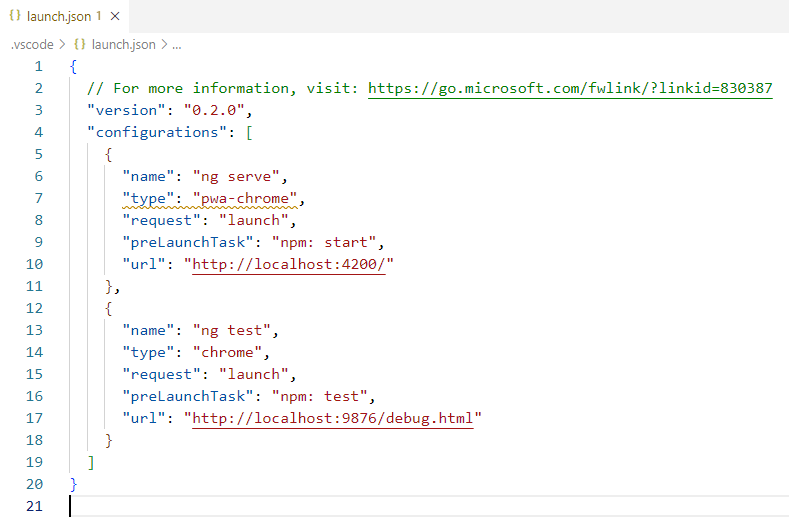 {} launch.json 1 ×
.vscode > {} launch.json > ...
1 {
2 // For more information, visit: https://go.microsoft.com/fwlink/?linkid=830387
3 "version": "0.2.0",
4 "configurations": [
5 {
6 "name": "ng serve",
7 "type": "pwa-chrome",
8 "request": "launch",
9 "preLaunchTask": "npm: start",
10 "url": "http://localhost:4200/"
11 },
12 {
13 "name": "ng test",
14 "type": "chrome",
15 "request": "launch",
16 "preLaunchTask": "npm: test",
17 "url": "http://localhost:9876/debug.html"
18 }
19 ]
20 }
21